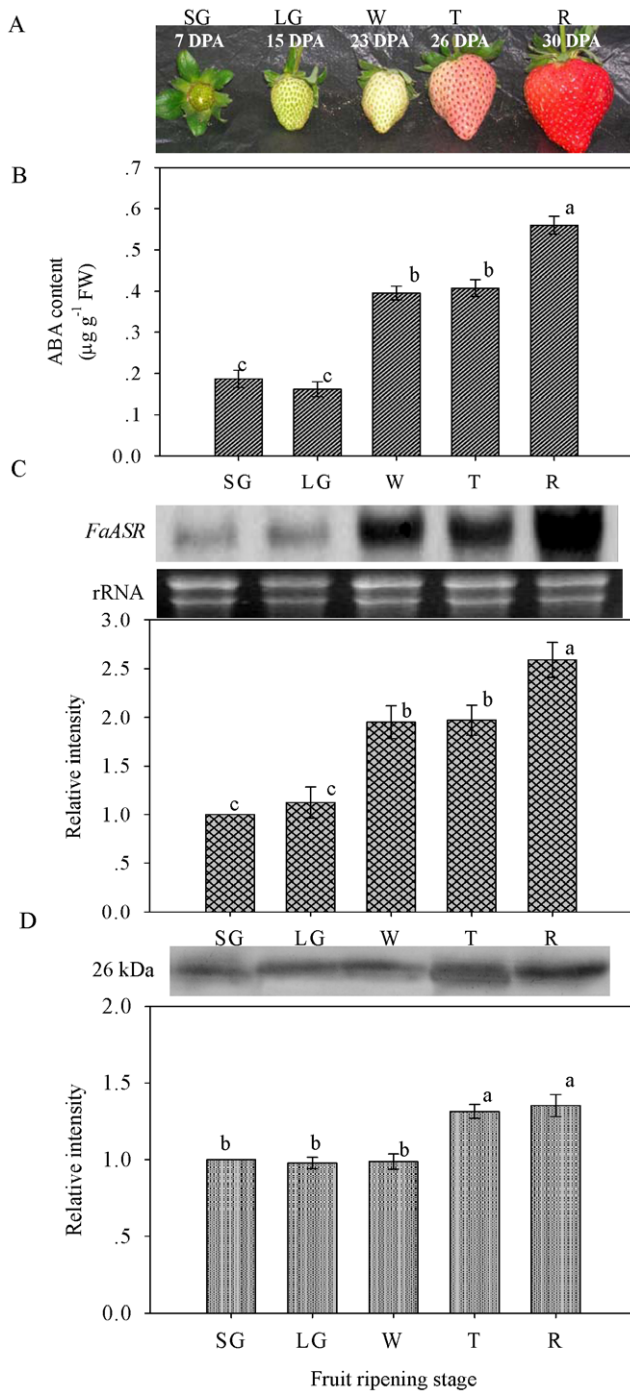 A
SG LG W T R
7 DPA 15 DPA 23 DPA 26 DPA 30 DPA
B
ABA content
(µg g⁻¹ FW)
.7
.6
.5
.4
.3
.2
.1
0.0
c c b b a
SG LG W T R
C
FaASR
rRNA
Relative intensity
3.0
2.5
2.0
1.5
1.0
.5
0.0
c c b b a
SG LG W T R
D
26 kDa
Relative intensity
2.0
1.5
1.0
.5
0.0
b b b a a
SG LG W T R
Fruit ripening stage